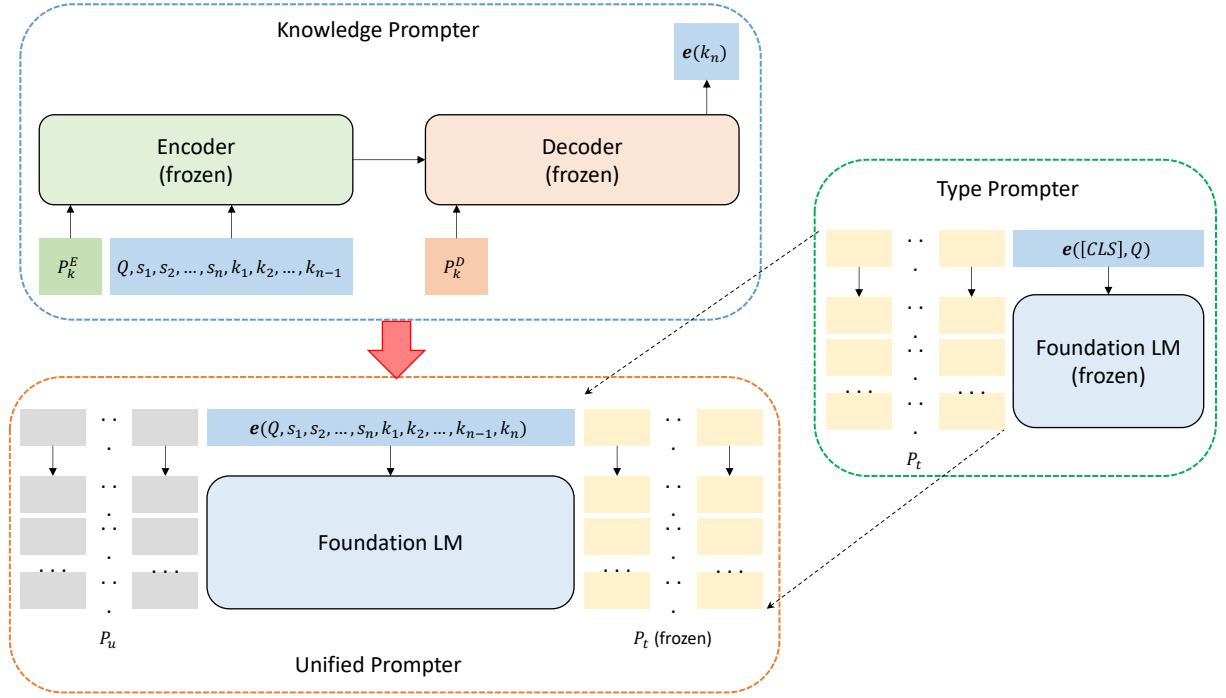 Knowledge Prompter
e(k_n)
Encoder
(frozen)
Decoder
(frozen)
P_k^E
Q, s_1, s_2, … , s_n, k_1, k_2, … , k_{n−1}
P_k^D
Type Prompter
e([CLS], Q)
Foundation LM
(frozen)
P_t
e(Q, s_1, s_2, … , s_n, k_1, k_2, … , k_{n−1}, k_n)
Foundation LM
P_u
P_t (frozen)
Unified Prompter